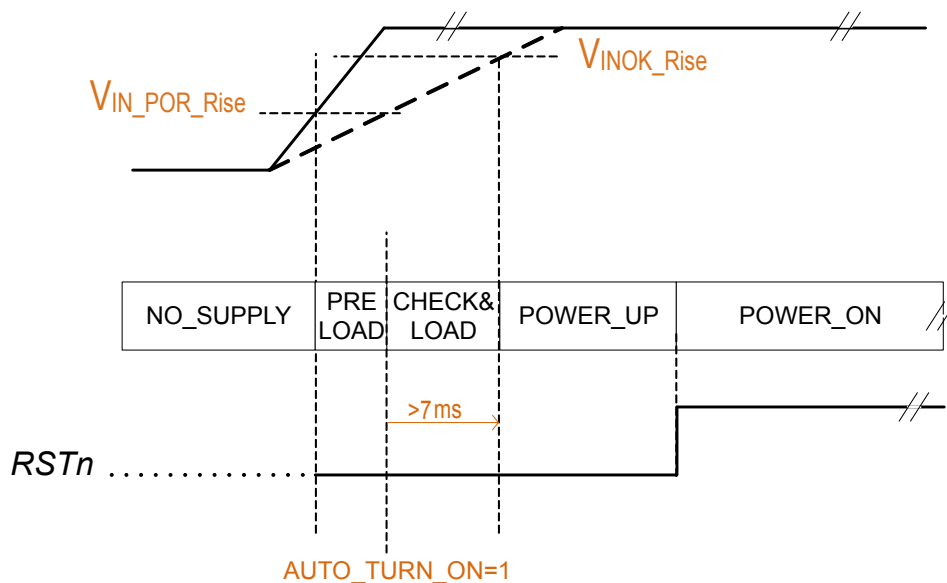 VINOK_Rise
VIN_POR_Rise
NO_SUPPLY
PRE
LOAD
CHECK&
LOAD
POWER_UP
POWER_ON
>7ms
RSTn
AUTO_TURN_ON=1